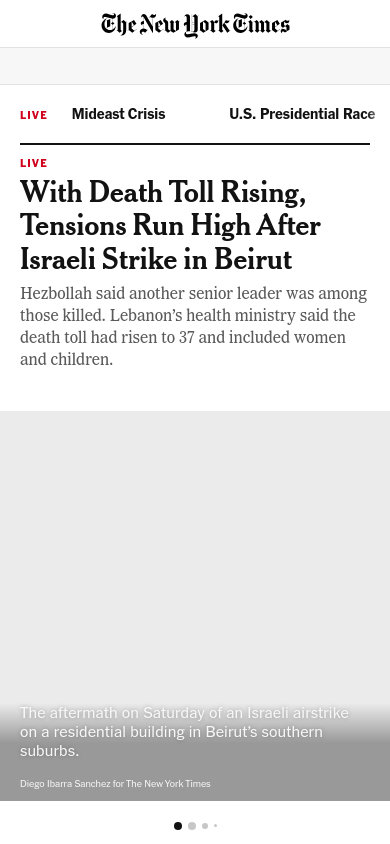 The New York Times
LIVE Mideast Crisis U.S. Presidential Race
LIVE
With Death Toll Rising,
Tensions Run High After
Israeli Strike in Beirut
Hezbollah said another senior leader was among
those killed. Lebanon’s health ministry said the
death toll had risen to 37 and included women
and children.
The aftermath on Saturday of an Israeli airstrike
on a residential building in Beirut’s southern
suburbs.
Diego Ibarra Sanchez for The New York Times